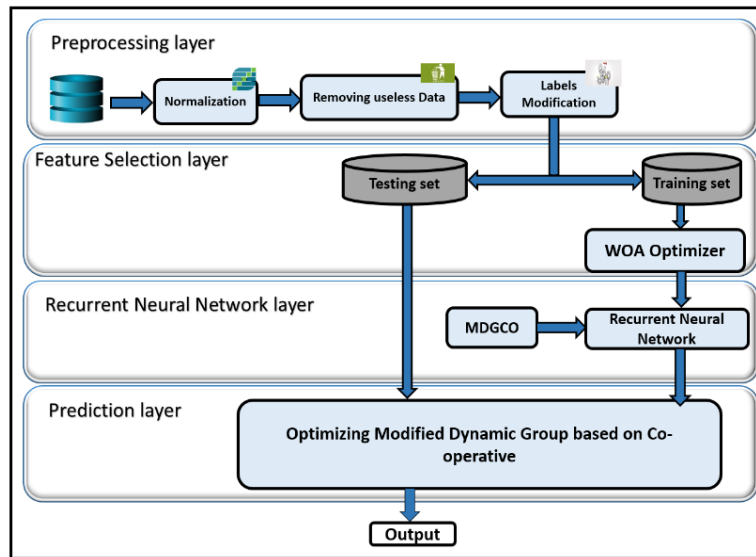 Preprocessing layer
Normalization
Removing useless Data
Labels
Modification
Feature Selection layer
Testing set
Training set
WOA Optimizer
Recurrent Neural Network layer
MDGCO
Recurrent Neural
Network
Prediction layer
Optimizing Modified Dynamic Group based on Co-
operative
Output